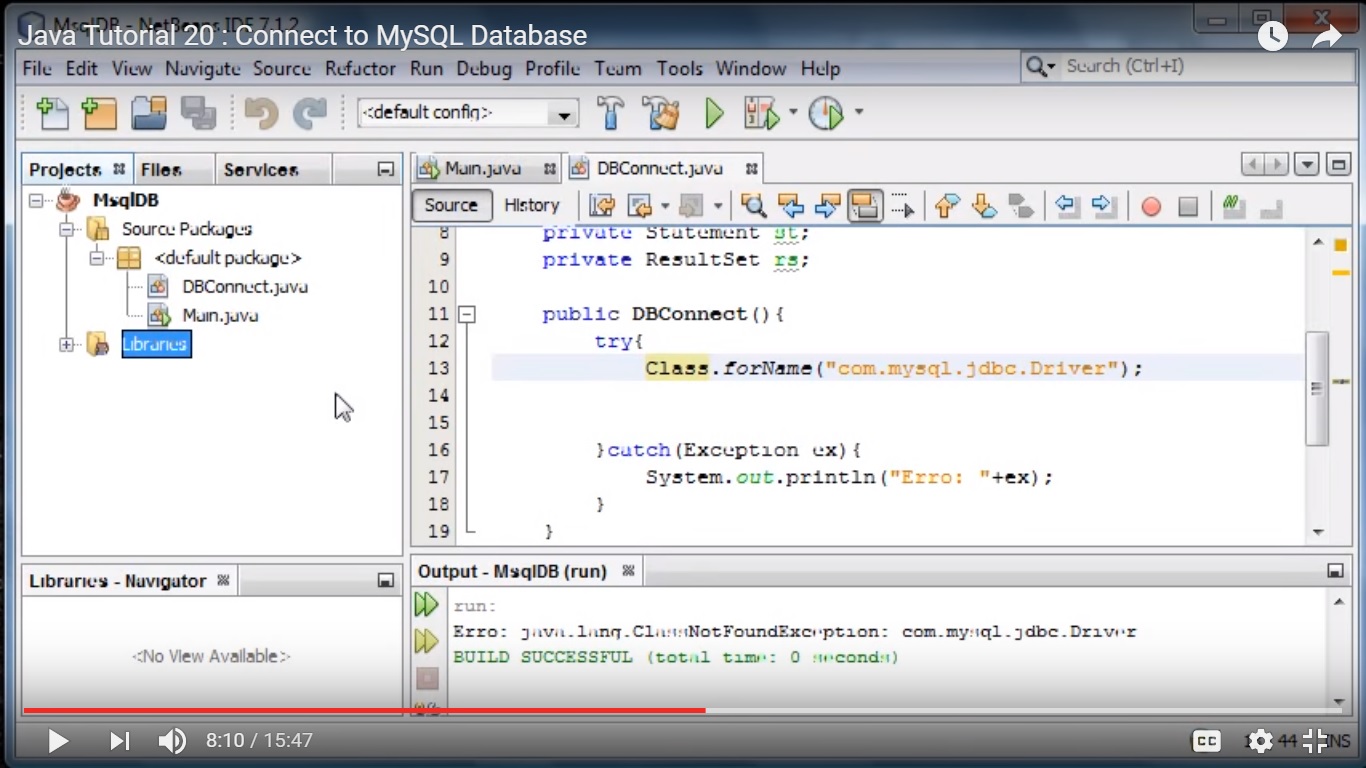 MsqlDB - NetBeans IDE 7.1.2
Java Tutorial 20 : Connect to MySQL Database
File Edit View Navigate Source Refactor Run Debug Profile Team Tools Window Help
Search (Ctrl+I)
<default config>
Projects Files Services
MsqlDB
Source Packages
<default package>
DBConnect.java
Main.java
Libraries
Main.java DBConnect.java
Source History
8 private Statement st;
9 private ResultSet rs;
10
11 public DBConnect(){
12 try{
13 Class.forName("com.mysql.jdbc.Driver");
14
15
16 }catch(Exception ex){
17 System.out.println("Erro: "+ex);
18 }
19 }
Libraries - Navigator
<No View Available>
Output - MsqlDB (run)
run:
Erro: java.lang.ClassNotFoundException: com.mysql.jdbc.Driver
BUILD SUCCESSFUL (total time: 0 seconds)
8:10 / 15:47
CC
44 INS